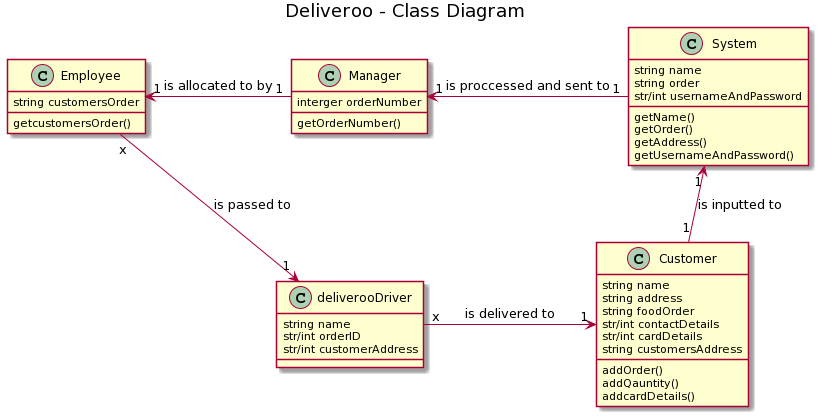 Deliveroo - Class Diagram
C Employee
string customersOrder
getcustomersOrder()
1 is allocated to by 1
C Manager
interger orderNumber
getOrderNumber()
1 is proccessed and sent to 1
C System
string name
string order
str/int usernameAndPassword
getName()
getOrder()
getAddress()
getUsernameAndPassword()
x
is passed to
1
1
is inputted to
1
C deliverooDriver
string name
str/int orderID
str/int customerAddress
x is delivered to 1
C Customer
string name
string address
string foodOrder
str/int contactDetails
str/int cardDetails
string customersAddress
addOrder()
addQauntity()
addcardDetails()